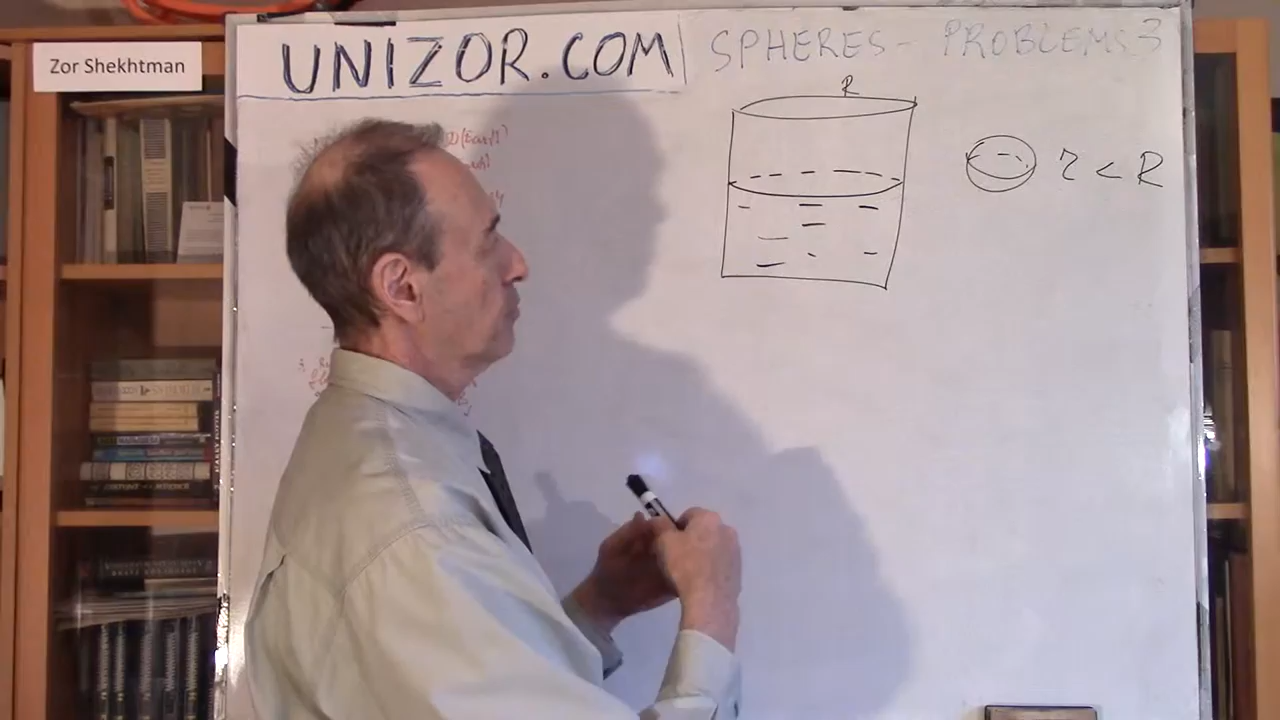 Zor Shekhtman
UNIZOR.COM
SPHERES - PROBLEMS 3
R
r < R